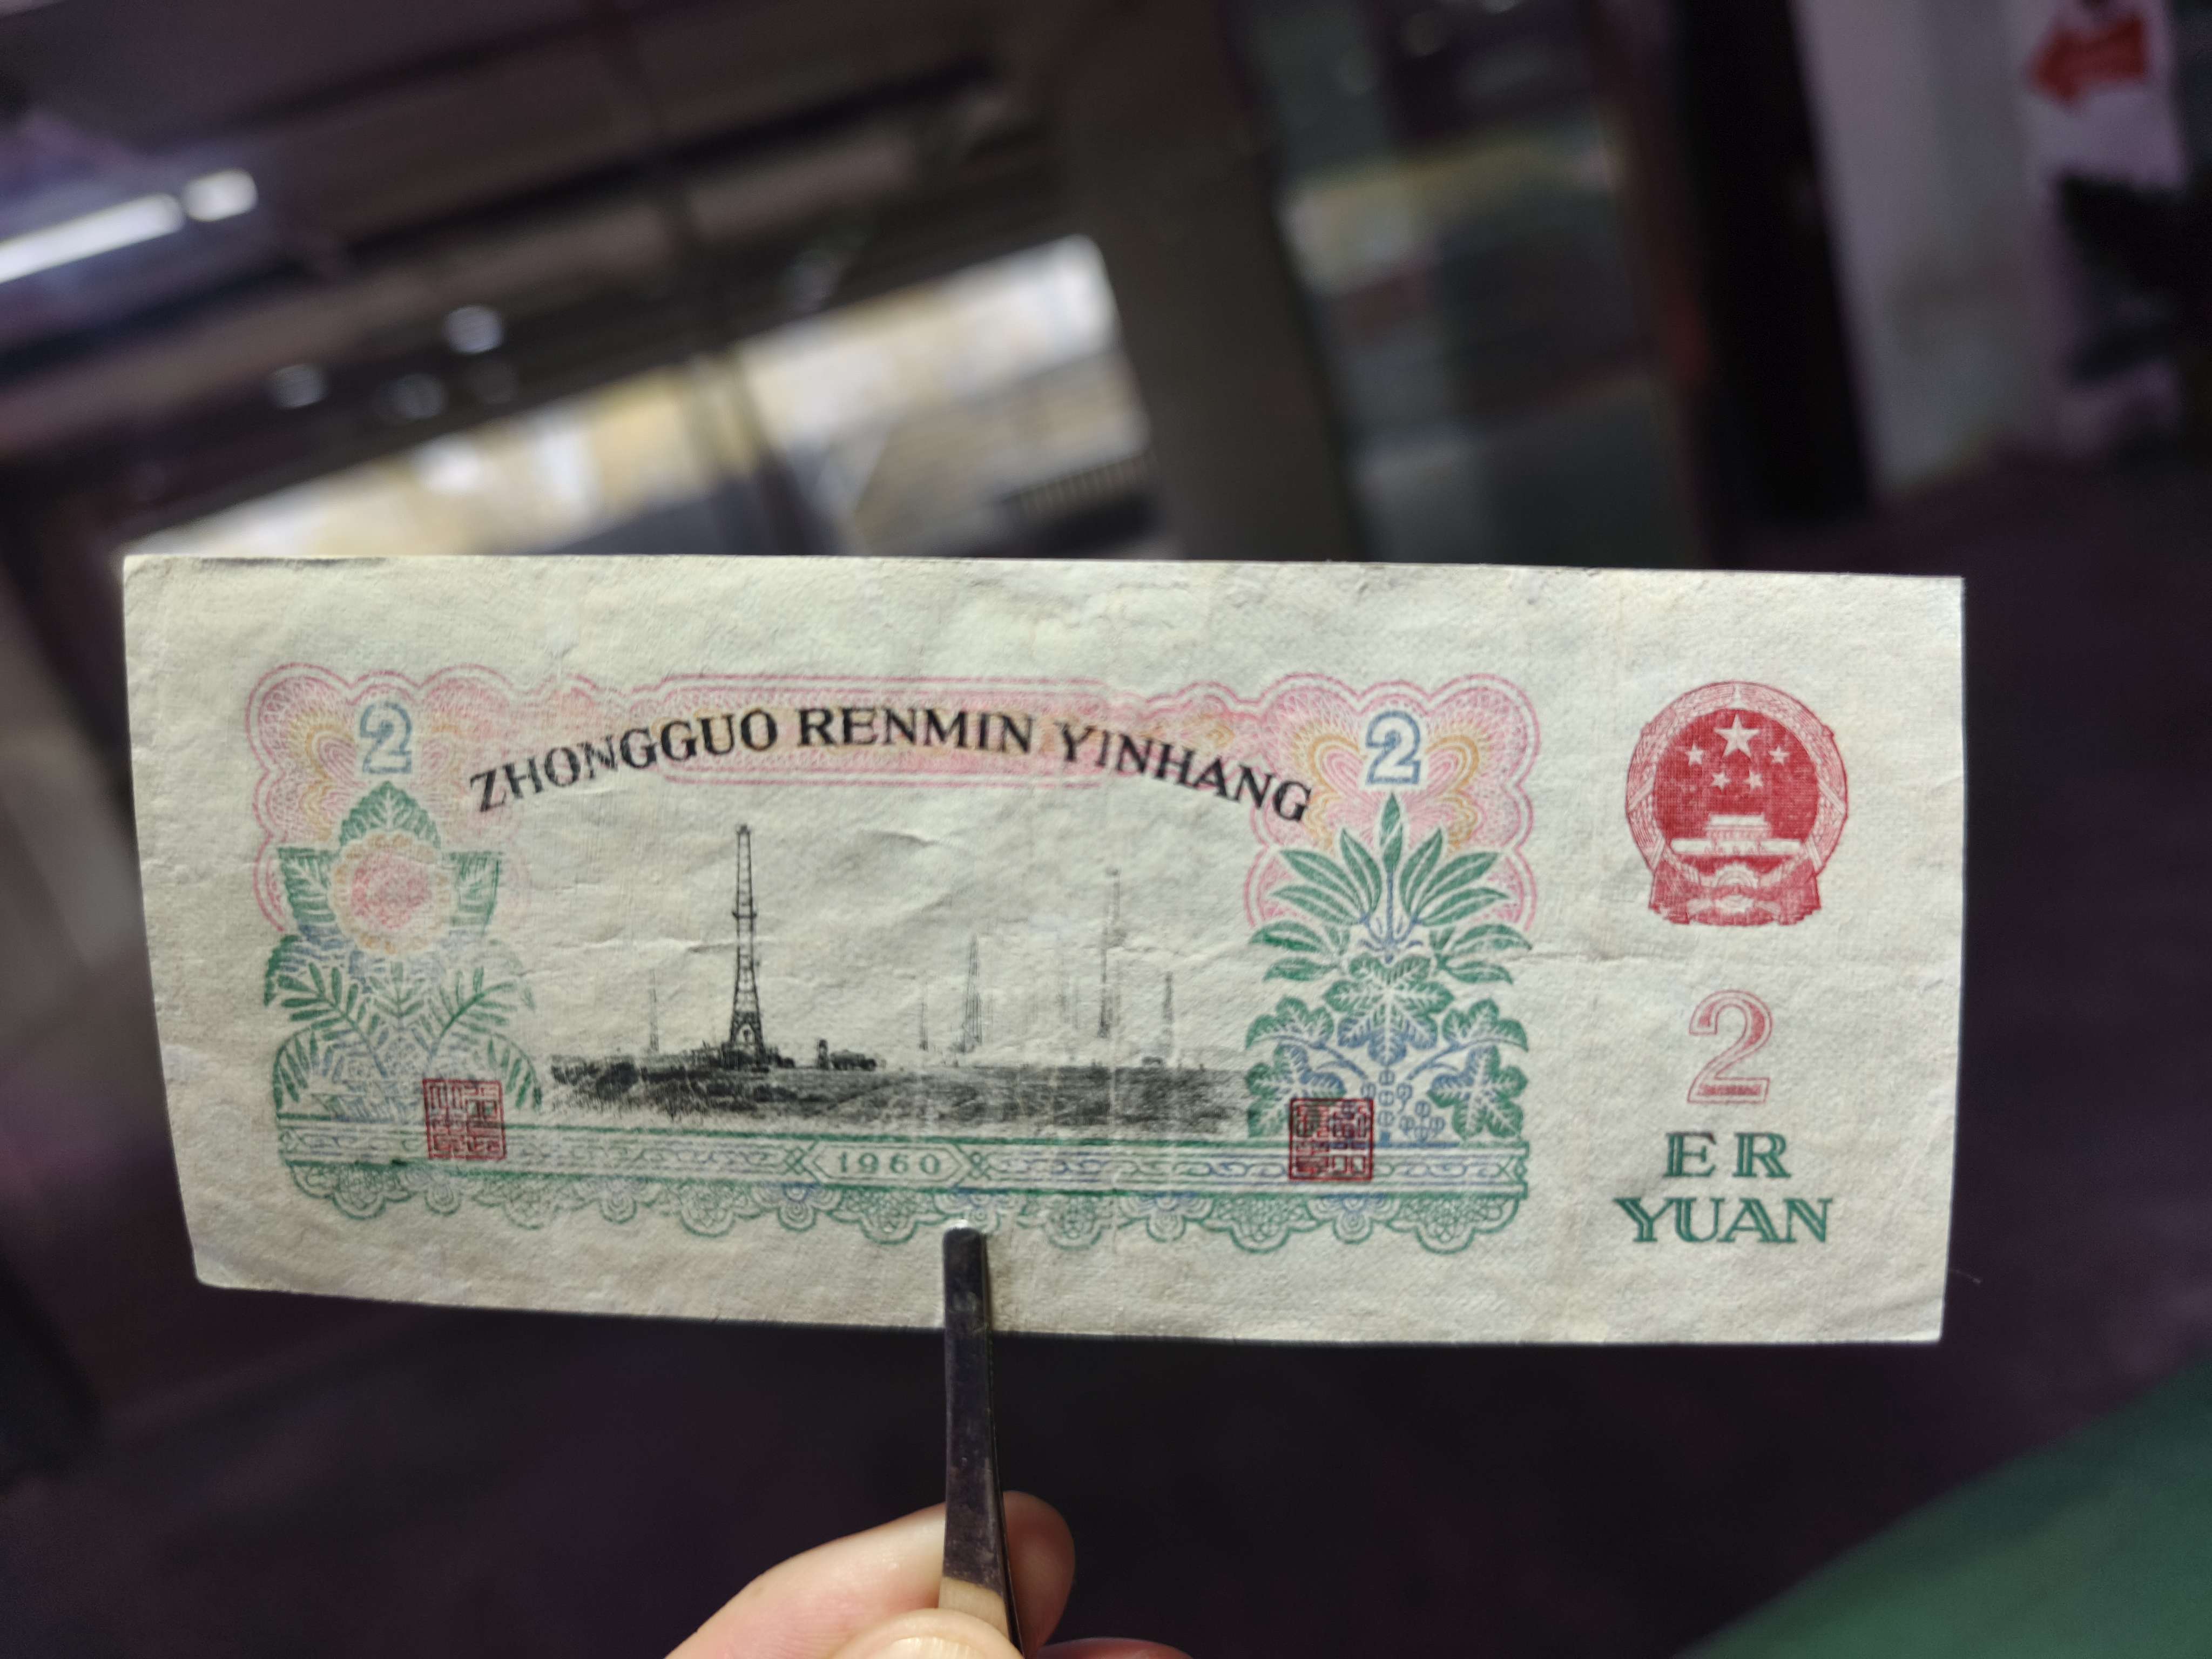 2
ZHONGGUO RENMIN YINHANG
2
2
ER
YUAN
1960